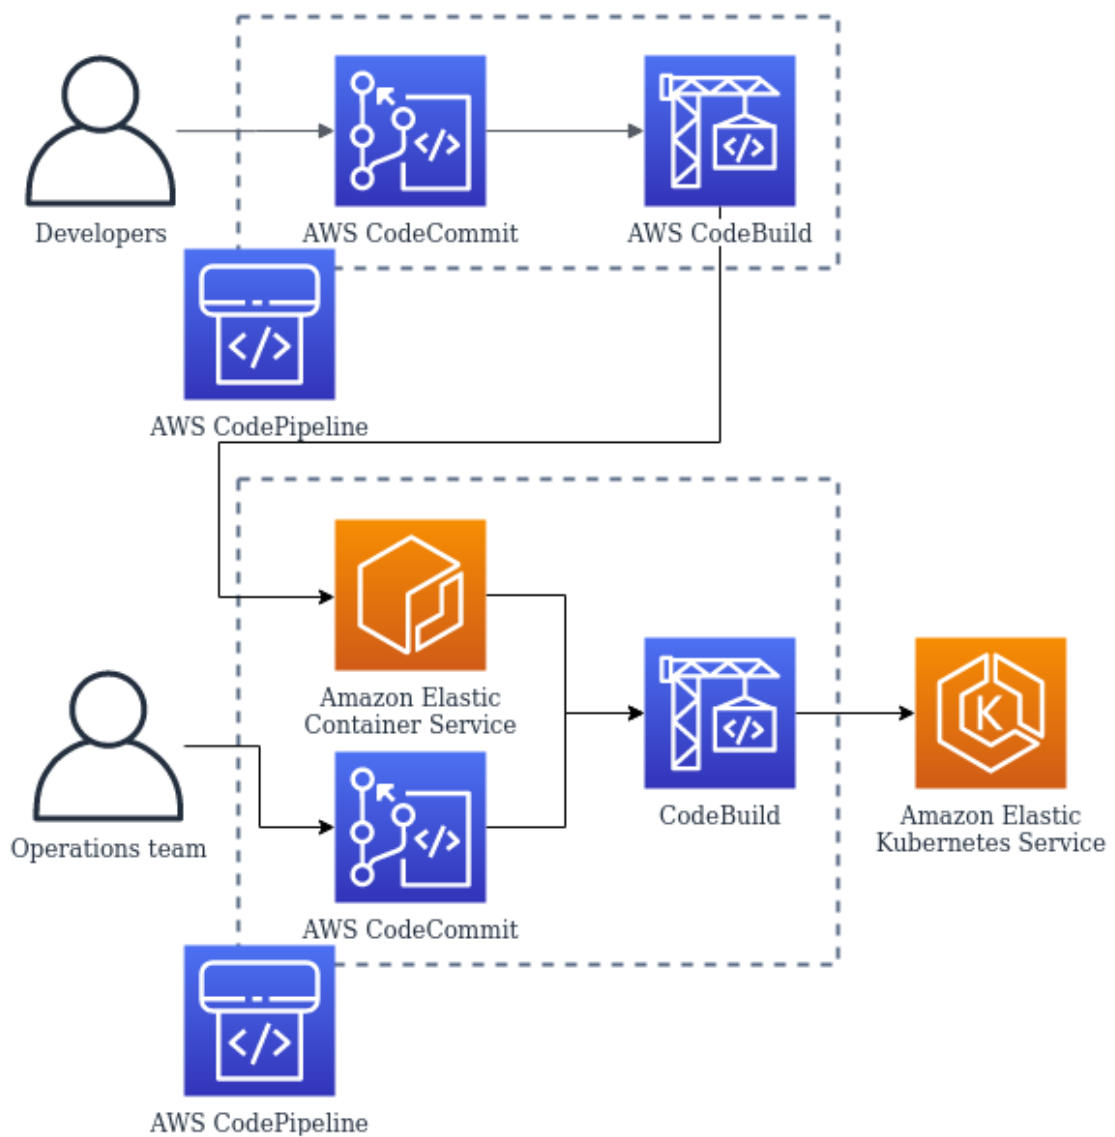 Developers
AWS CodeCommit
AWS CodeBuild
</>
</>
</>
AWS CodePipeline
Amazon Elastic
Container Service
</>
K
CodeBuild
Amazon Elastic
Kubernetes Service
Operations team
</>
AWS CodeCommit
</>
AWS CodePipeline